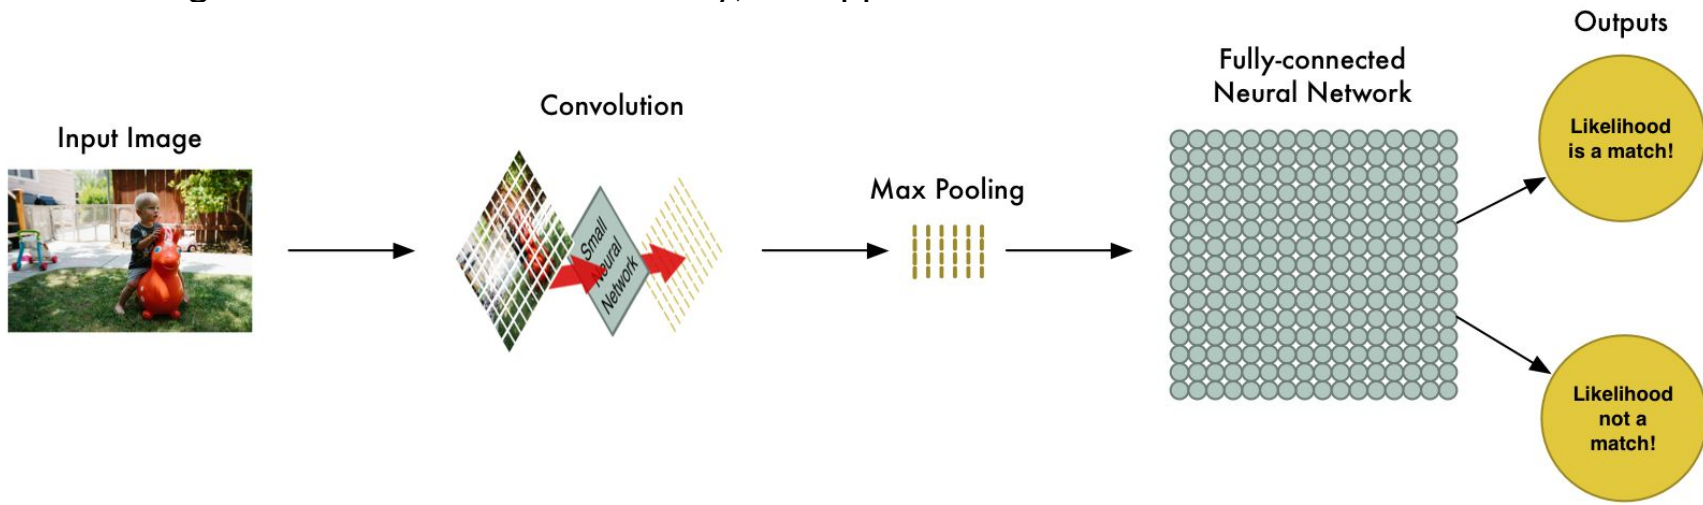 Input Image
Convolution
Small
Neural
Network
Max Pooling
Fully-connected
Neural Network
Outputs
Likelihood
is a match!
Likelihood
not a
match!